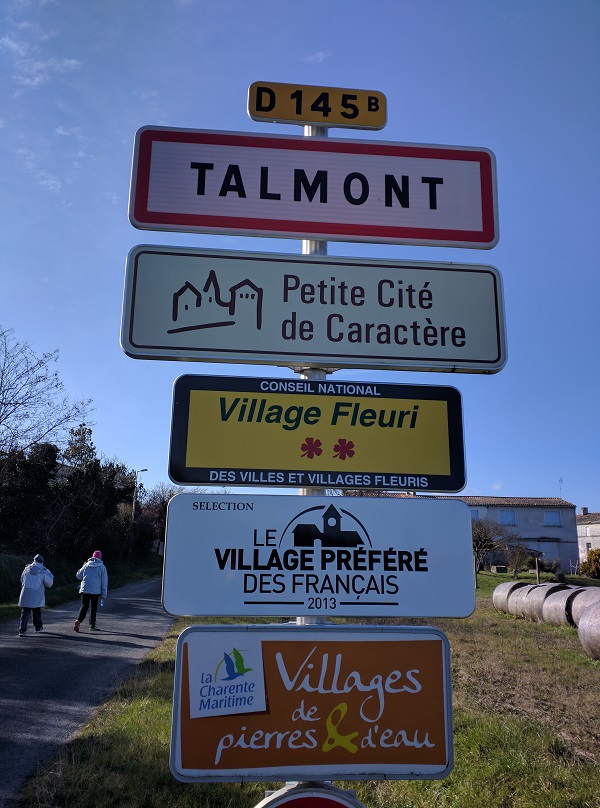 D 145 B
TALMONT
Petite Cité
de Caractère
CONSEIL NATIONAL
Village Fleuri
DES VILLES ET VILLAGES FLEURIS
SELECTION
LE
VILLAGE PRÉFÉRÉ
DES FRANÇAIS
2013
la
Charente
Maritime
Villages
de
pierres & d'eau